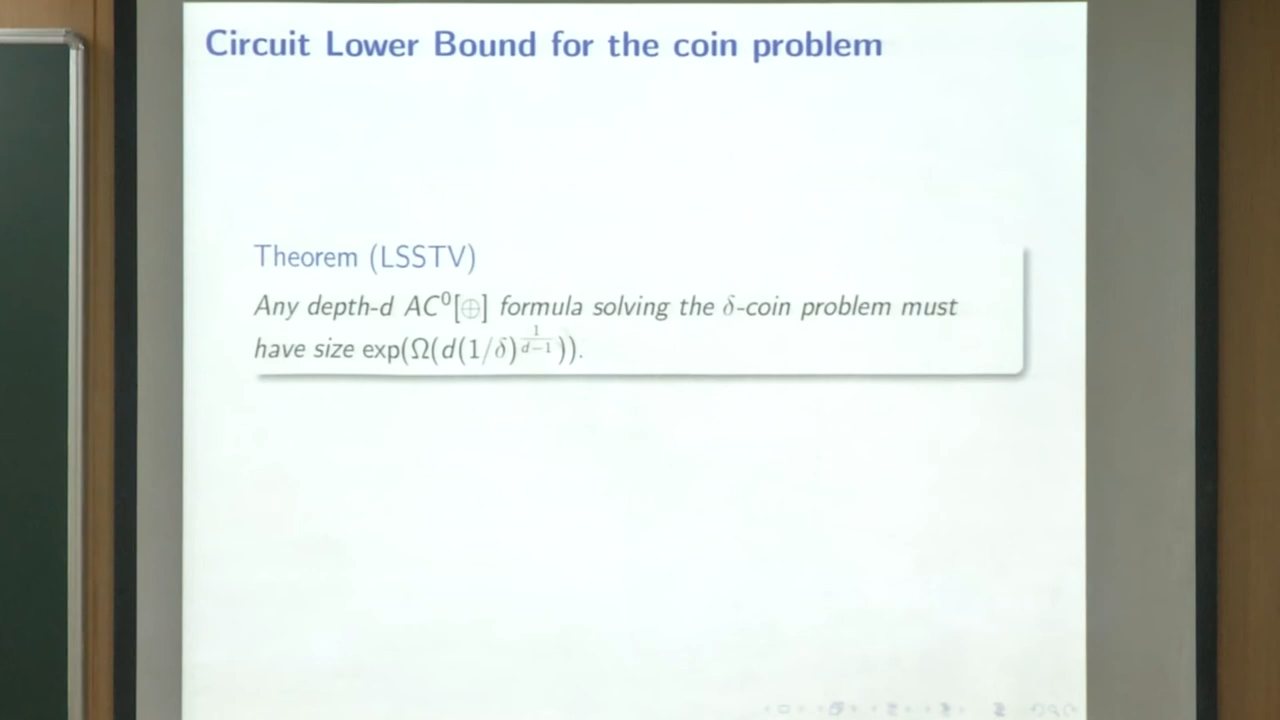 Circuit Lower Bound for the coin problem
Theorem (LSSTV)
Any depth-d AC⁰[⊕] formula solving the δ-coin problem must
have size exp(Ω(d(1/δ)^{\frac{1}{d-1}})).